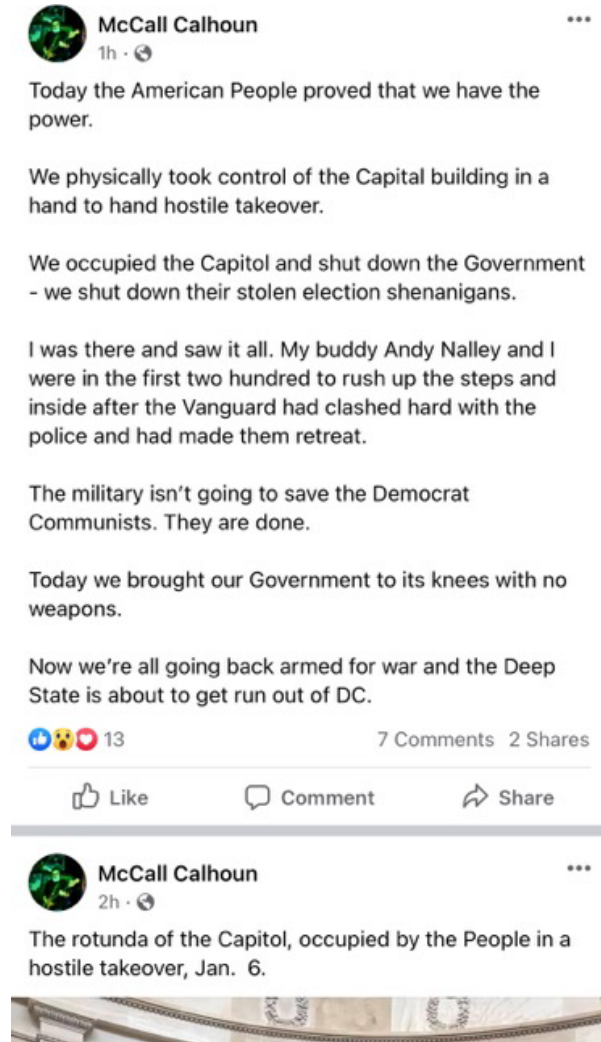 McCall Calhoun
1h ·
Today the American People proved that we have the
power.
We physically took control of the Capital building in a
hand to hand hostile takeover.
We occupied the Capitol and shut down the Government
- we shut down their stolen election shenanigans.
I was there and saw it all. My buddy Andy Nalley and I
were in the first two hundred to rush up the steps and
inside after the Vanguard had clashed hard with the
police and had made them retreat.
The military isn't going to save the Democrat
Communists. They are done.
Today we brought our Government to its knees with no
weapons.
Now we're all going back armed for war and the Deep
State is about to get run out of DC.
13
7 Comments 2 Shares
Like Comment Share
McCall Calhoun
2h ·
The rotunda of the Capitol, occupied by the People in a
hostile takeover, Jan. 6.